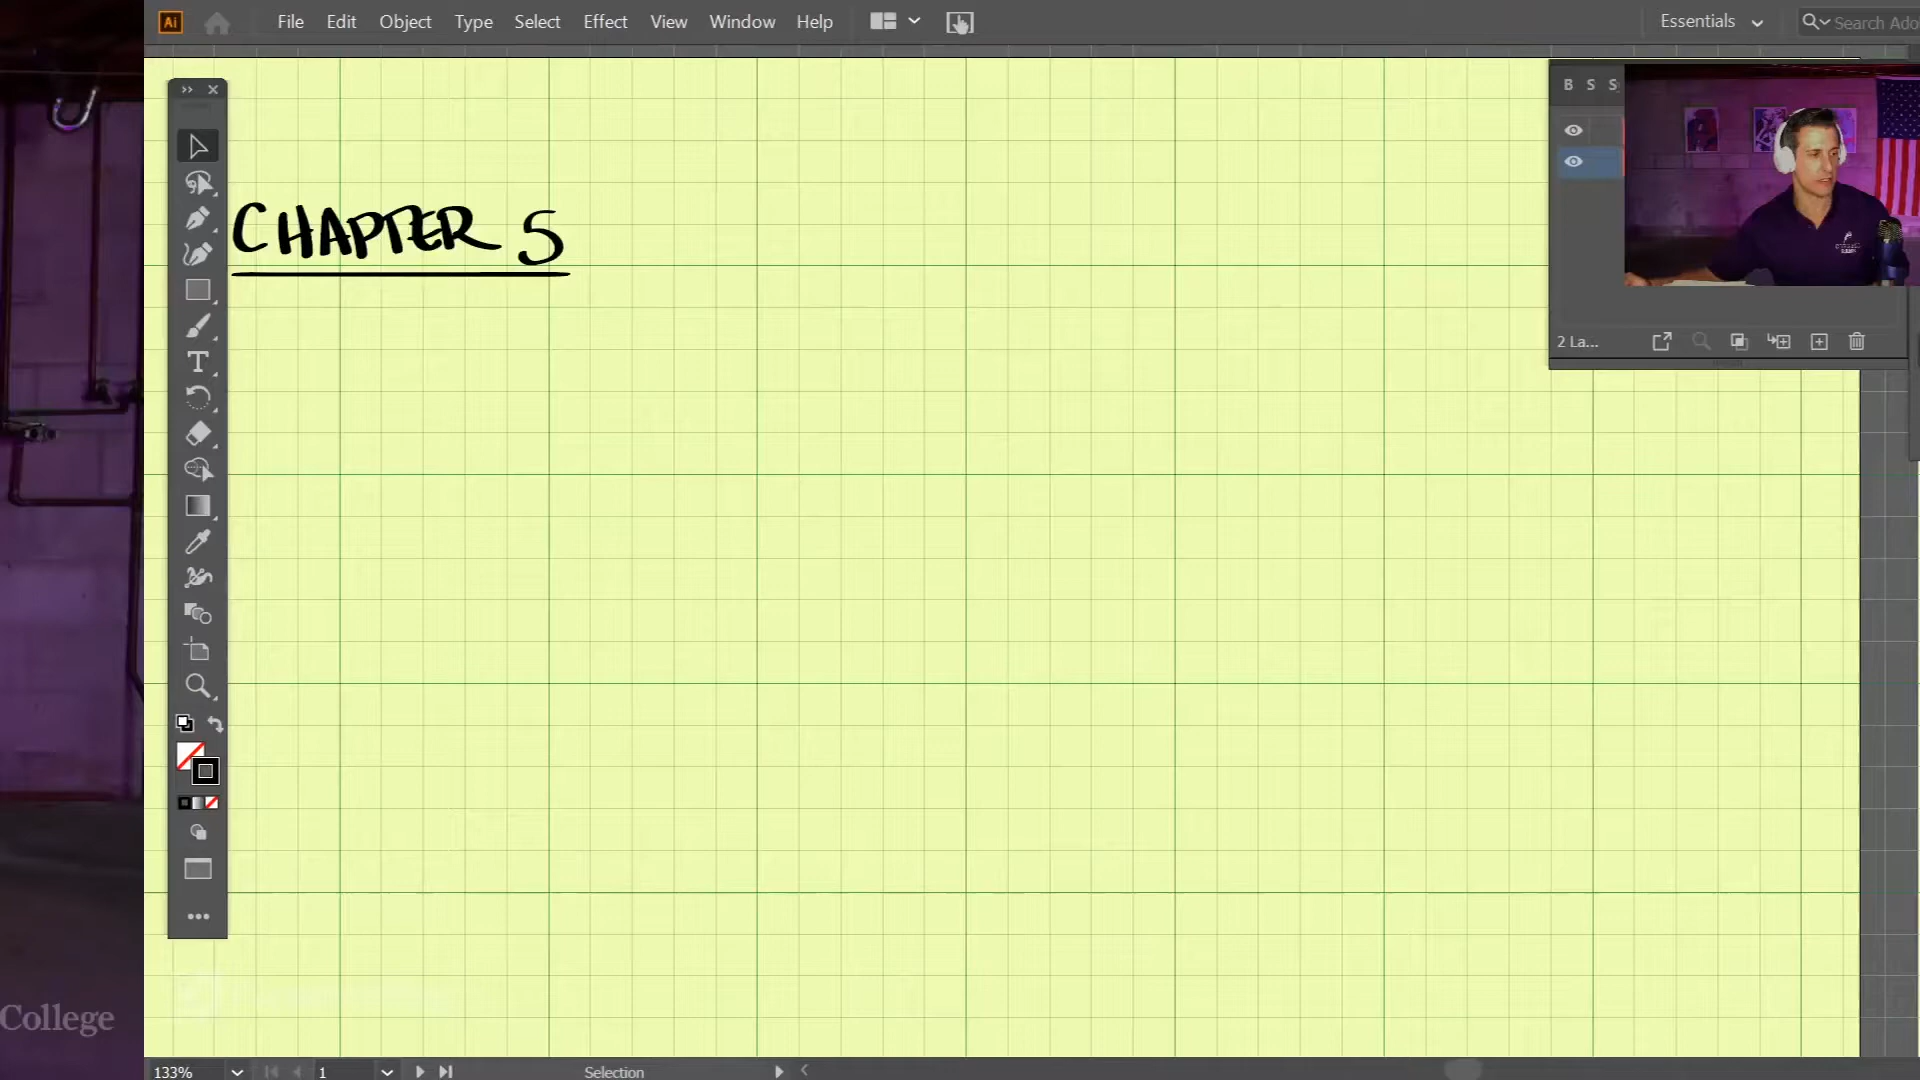 Ai File Edit Object Type Select Effect View Window Help Essentials Search Ado
B S S
CHAPTER 5
2 La...
College
133% 1 Selection